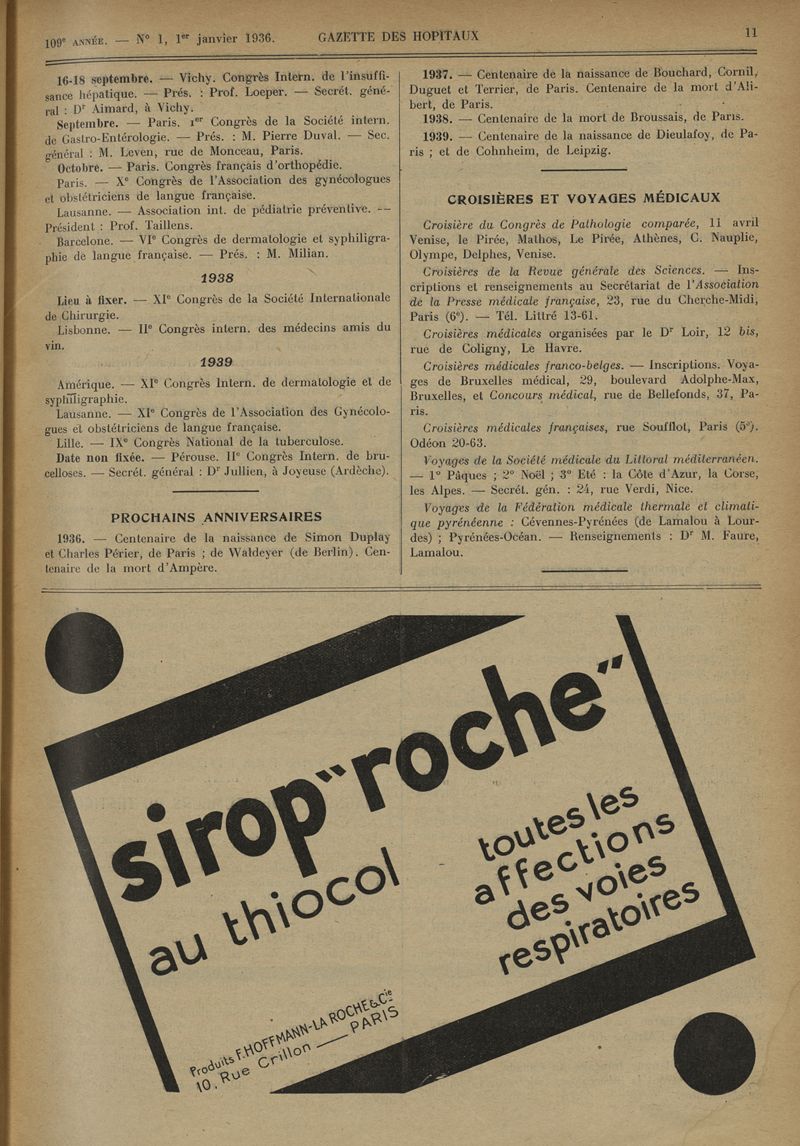 109e ANNÉE. — N° 1, 1er janvier 1936. GAZETTE DES HOPITAUX 11
16-18 septembre. — Vichy. Congrès Intern. de l'insuffi-
sance hépatique. — Prés. : Prof. Loeper. — Secrét. géné-
ral : Dr Aimard, à Vichy.
Septembre. — Paris. 1er Congrès de la Société intern.
de Gastro-Entérologie. — Prés. : M. Pierre Duval. — Sec.
général : M. Leven, rue de Monceau, Paris.
Octobre. — Paris. Congrès français d'orthopédie.
Paris. — Xe Congrès de l'Association des gynécologues
et obstétriciens de langue française.
Lausanne. — Association int. de pédiatrie préventive. —
Président : Prof. Taillens.
Barcelone. — VIe Congrès de dermatologie et syphiligra-
phie de langue française. — Prés. : M. Milian.
1938
Lieu à fixer. — XIe Congrès de la Société Internationale
de Chirurgie.
Lisbonne. — IIe Congrès intern. des médecins amis du
vin.
1939
Amérique. — XIe Congrès Intern. de dermatologie et de
syphiligraphie.
Lausanne. — XIe Congrès de l'Association des Gynécolo-
gues et obstétriciens de langue française.
Lille. — IXe Congrès National de la tuberculose.
Date non fixée. — Pérouse. IIe Congrès Intern. de bru-
celloses. — Secrét. général : Dr Jullien, à Joyeuse (Ardèche).
PROCHAINS ANNIVERSAIRES
1936. — Centenaire de la naissance de Simon Duplay
et Charles Périer, de Paris ; de Waldeyer (de Berlin). Cen-
tenaire de la mort d'Ampère.
1937. — Centenaire de la naissance de Bouchard, Cornil,
Duguet et Terrier, de Paris. Centenaire de la mort d'Ali-
bert, de Paris.
1938. — Centenaire de la mort de Broussais, de Paris.
1939. — Centenaire de la naissance de Dieulafoy, de Pa-
ris ; et de Cohnheim, de Leipzig.
CROISIÈRES ET VOYAGES MÉDICAUX
Croisière du Congrès de Pathologie comparée, 11 avril
Venise, le Pirée, Mathos, Le Pirée, Athènes, C. Nauplie,
Olympe, Delphes, Venise.
Croisières de la Revue générale des Sciences. — Ins-
criptions et renseignements au Secrétariat de l'Association
de la Presse médicale française, 23, rue du Cherche-Midi,
Paris (6e). — Tél. Littré 13-61.
Croisières médicales organisées par le Dr Loir, 12 bis,
rue de Coligny, Le Havre.
Croisières médicales franco-belges. — Inscriptions. Voya-
ges de Bruxelles médical, 29, boulevard Adolphe-Max,
Bruxelles, et Concours médical, rue de Bellefonds, 37, Pa-
ris.
Croisières médicales françaises, rue Soufflot, Paris (5e).
Odéon 20-63.
Voyages de la Société médicale du Littoral méditerranéen.
— 1° Pâques ; 2° Noël ; 3° Eté : la Côte d'Azur, la Corse,
les Alpes. — Secrét. gén. : 24, rue Verdi, Nice.
Voyages de la Fédération médicale thermale et climati-
que pyrénéenne : Cévennes-Pyrénées (de Lamalou à Lour-
des) ; Pyrénées-Océan. — Renseignements : Dr M. Faure,
Lamalou.
sirop "roche"
au thiocol
toutes les
affections
des voies
respiratoires
Produits F. HOFFMANN-LA ROCHE & Cie
10, Rue Crillon — PARIS